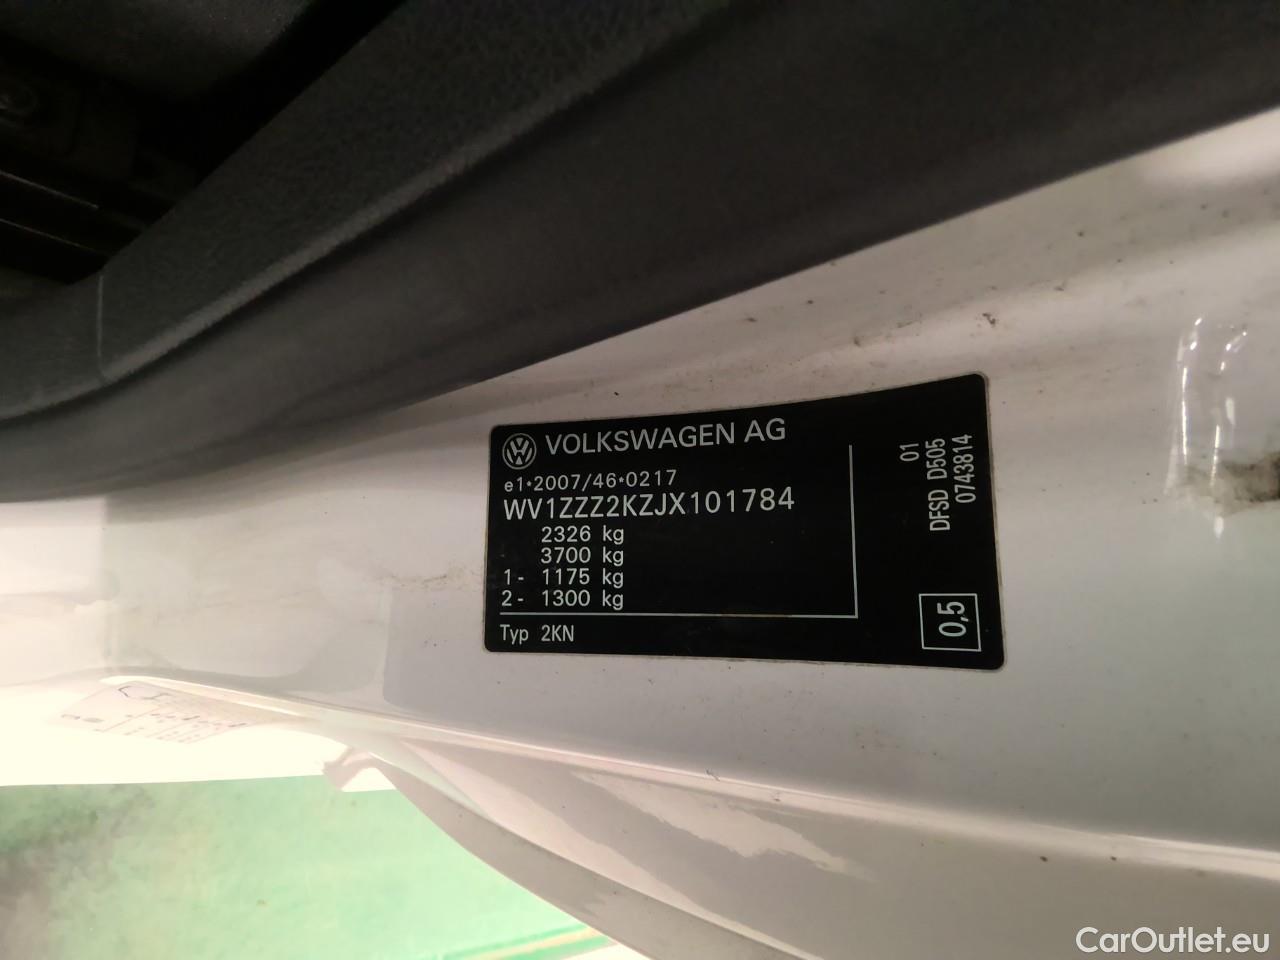 VOLKSWAGEN AG
e1*2007/46*0217
WV1ZZZ2KZJX101784
2326 kg
3700 kg
1- 1175 kg
2- 1300 kg
Typ 2KN
01
DFSD D505
0743814
0,5
CarOutlet.eu